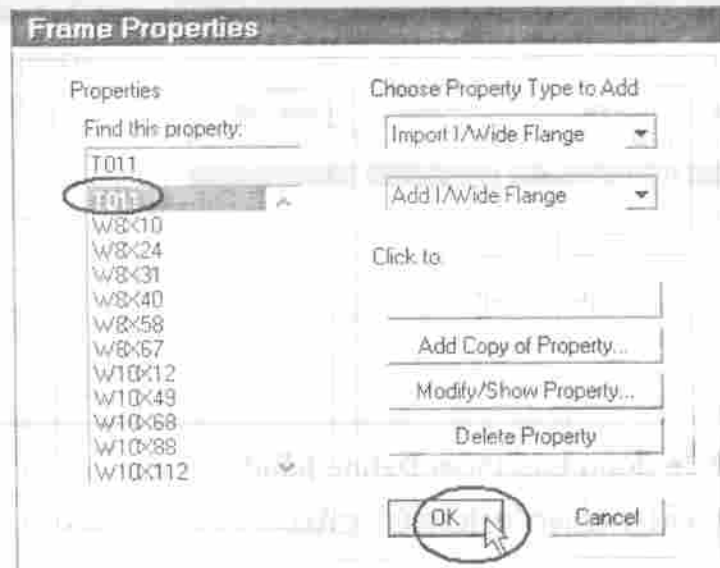 Frame Properties
Properties
Find this property:
T011
T011
W8X10
W8X24
W8X31
W8X40
W8X58
W8X67
W10X12
W10X49
W10X68
W10X88
W10X112
Choose Property Type to Add
Import I/Wide Flange
Add I/Wide Flange
Click to:
Add Copy of Property...
Modify/Show Property...
Delete Property
OK
Cancel